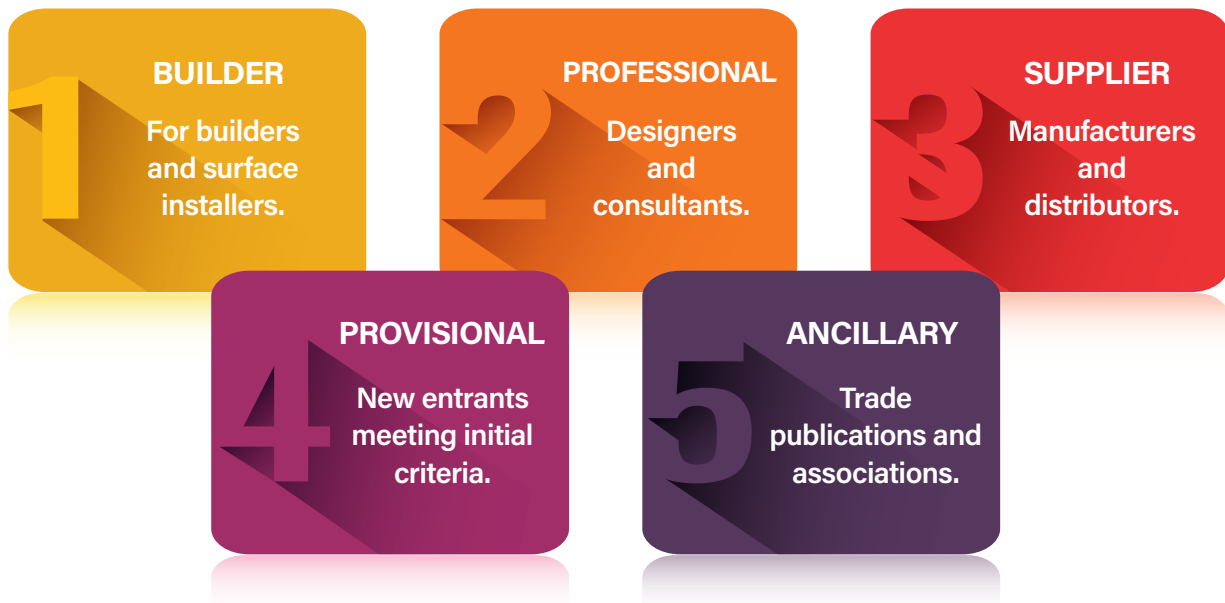 1
BUILDER
For builders
and surface
installers.
2
PROFESSIONAL
Designers
and
consultants.
3
SUPPLIER
Manufacturers
and
distributors.
4
PROVISIONAL
New entrants
meeting initial
criteria.
5
ANCILLARY
Trade
publications and
associations.